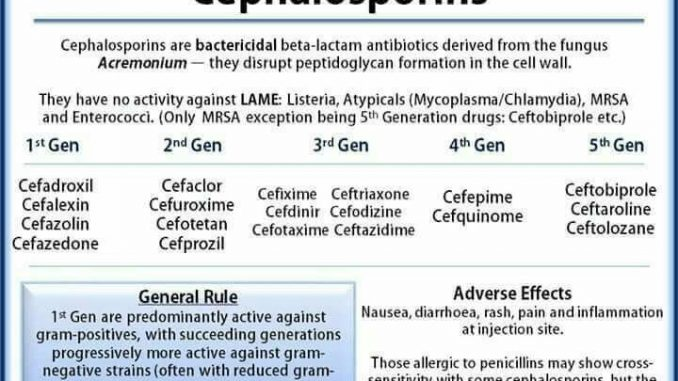 Cephalosporins
Cephalosporins are bactericidal beta-lactam antibiotics derived from the fungus
Acremonium — they disrupt peptidoglycan formation in the cell wall.
They have no activity against LAME: Listeria, Atypicals (Mycoplasma/Chlamydia), MRSA
and Enterococci. (Only MRSA exception being 5th Generation drugs: Ceftobiprole etc.)
1st Gen 2nd Gen 3rd Gen 4th Gen 5th Gen
Cefadroxil
Cefalexin
Cefazolin
Cefazedone
Cefaclor
Cefuroxime
Cefotetan
Cefprozil
Cefixime Ceftriaxone
Cefdinir Cefodizine
Cefotaxime Ceftazidime
Cefepime
Cefquinome
Ceftobiprole
Ceftaroline
Ceftolozane
General Rule
1st Gen are predominantly active against
gram-positives, with succeeding generations
progressively more active against gram-
negative strains (often with reduced gram-
Adverse Effects
Nausea, diarrhoea, rash, pain and inflammation
at injection site.
Those allergic to penicillins may show cross-
sensitivity with some cephalosporins, but the